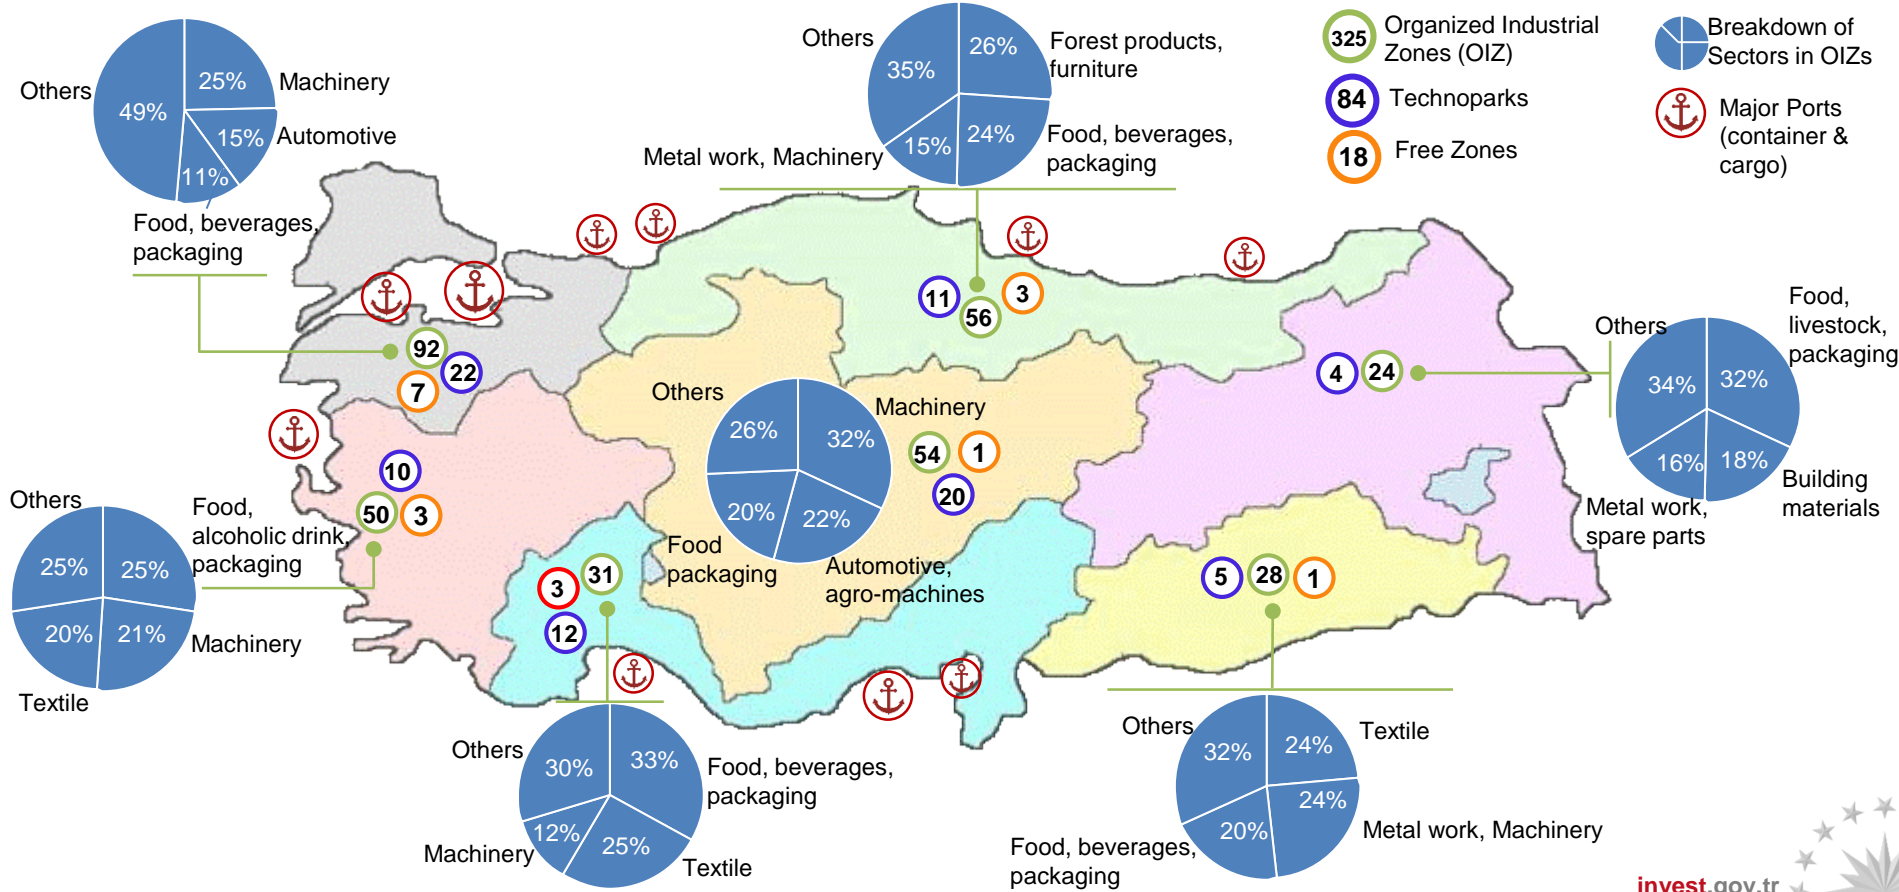 Others
49%
25%
Machinery
15%
Automotive
11%
Food, beverages,
packaging
Others
35%
26%
Forest products,
furniture
24%
Food, beverages,
packaging
15%
Metal work, Machinery
325
Organized Industrial
Zones (OIZ)
84
Technoparks
18
Free Zones
Breakdown of
Sectors in OIZs
Major Ports
(container &
cargo)
92
22
7
11
3
56
4
24
Others
34%
32%
Food,
livestock,
packaging
16%
18%
Building
materials
Metal work,
spare parts
Others
26%
32%
Machinery
20%
22%
Food
packaging
Automotive,
agro-machines
54
1
20
10
50
3
Others
25%
25%
Food,
alcoholic drink,
packaging
20%
21%
Machinery
Textile
3
31
12
5
28
1
Others
30%
33%
Food, beverages,
packaging
12%
25%
Machinery
Textile
Others
32%
24%
Textile
24%
20%
Metal work, Machinery
Food, beverages,
packaging
invest.gov.tr